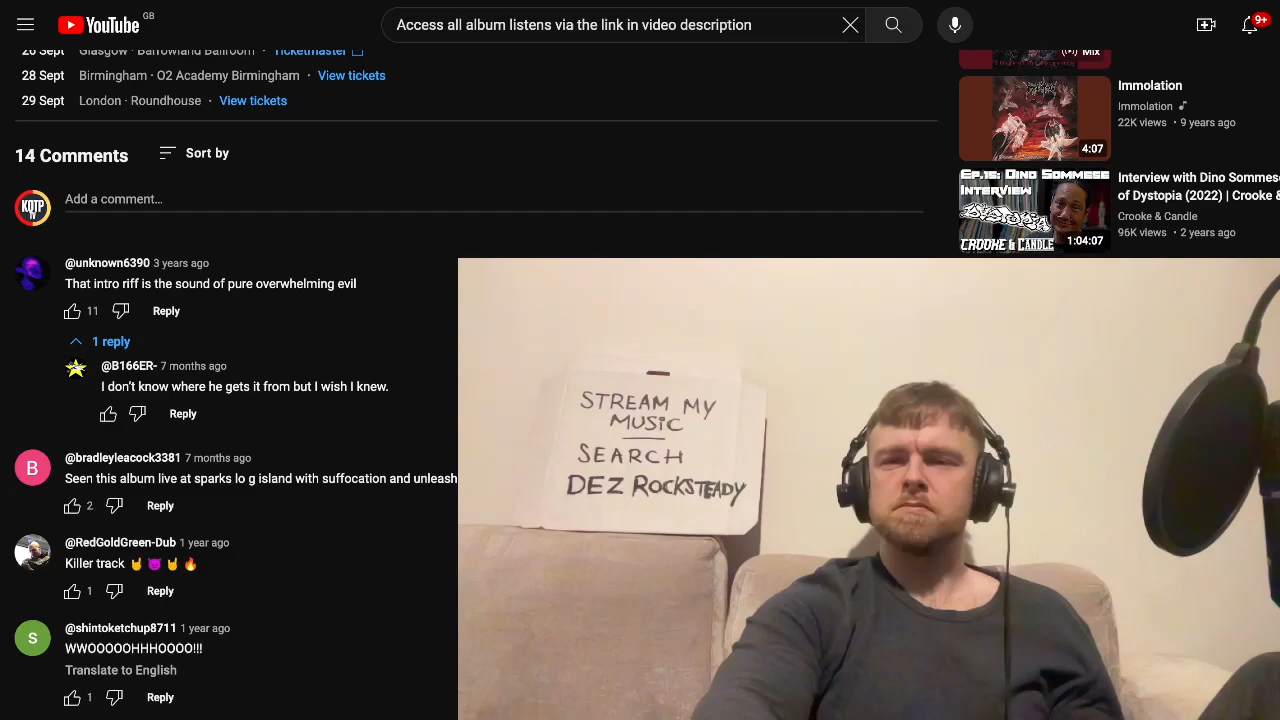 YouTube GB
Access all album listens via the link in video description
9+
26 Sept Glasgow · Barrowland Ballroom · Ticketmaster
28 Sept Birmingham · O2 Academy Birmingham · View tickets
29 Sept London · Roundhouse · View tickets
14 Comments Sort by
KOTP TV
Add a comment...
@unknown6390 3 years ago
That intro riff is the sound of pure overwhelming evil
11 Reply
1 reply
@B166ER- 7 months ago
I don't know where he gets it from but I wish I knew.
Reply
B
@bradleyleacock3381 7 months ago
Seen this album live at sparks lo g island with suffocation and unleash
2 Reply
@RedGoldGreen-Dub 1 year ago
Killer track 🤘 😈 🤘 🔥
1 Reply
S
@shintoketchup8711 1 year ago
WWOOOOOHHHOOOO!!!
Translate to English
1 Reply
Mix
4:07
Immolation
Immolation
22K views • 9 years ago
EP.15: DINO SOMMESE
INTERVIEW
DYSTOPIA
CROOKE & CANDLE
1:04:07
Interview with Dino Sommese
of Dystopia (2022) | Crooke &
Crooke & Candle
96K views • 2 years ago
STREAM MY
MUSIC
SEARCH
DEZ ROCKSTEADY